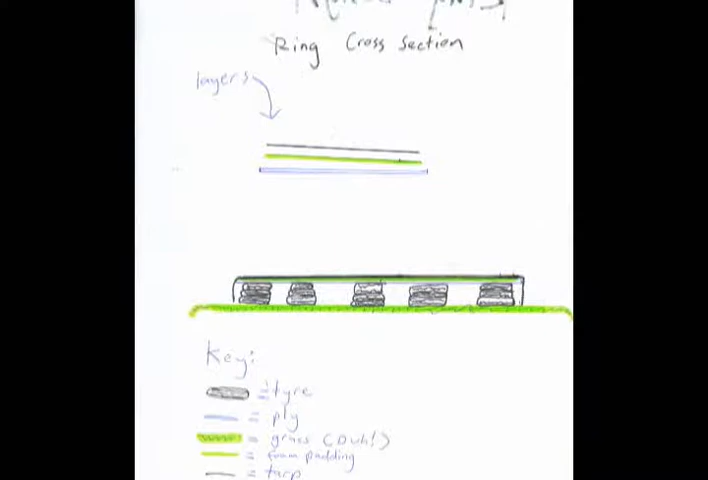 Ring Cross Section
layers
Key:
= tyre
= ply
= grass (Duh!)
= foam padding
= tarp